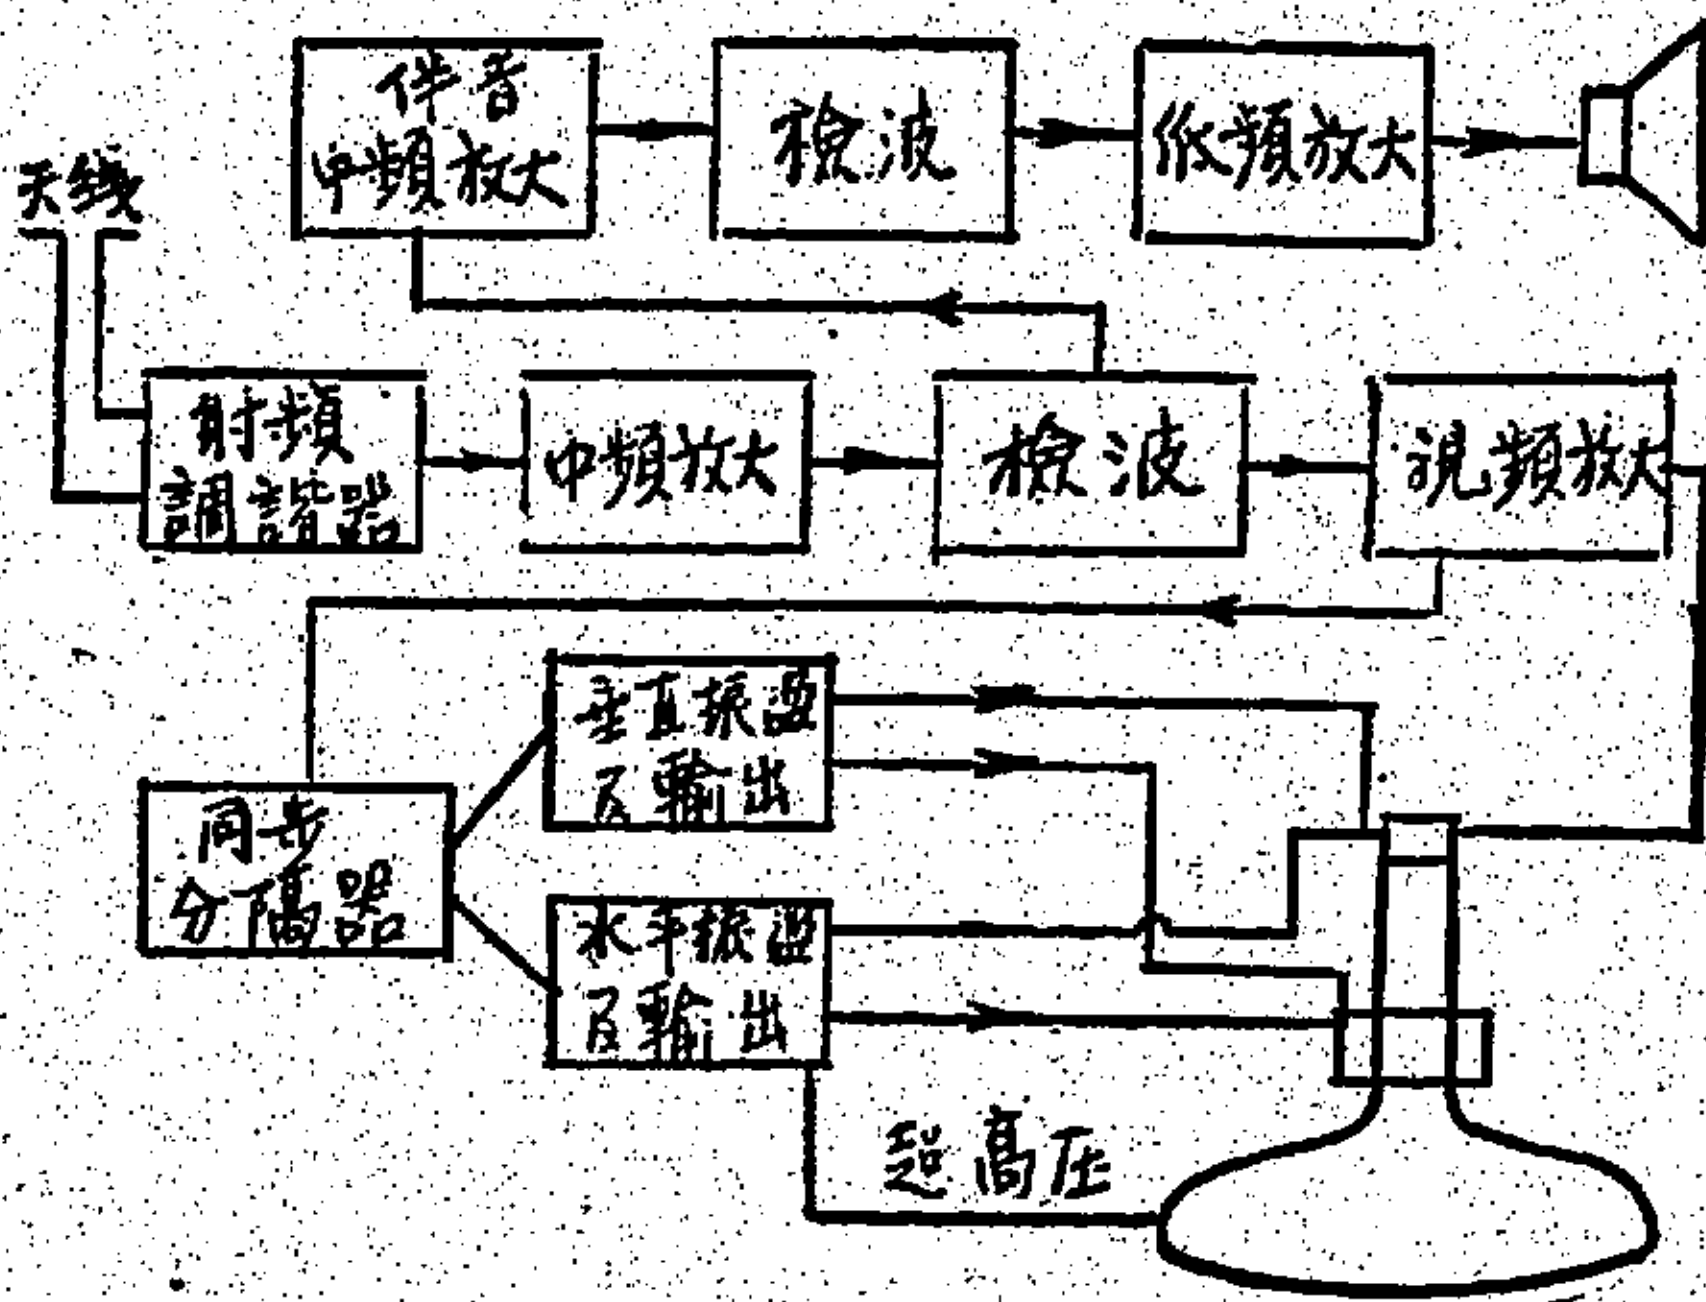 伴音
中頻放大
檢波
低頻放大
天线
射頻
調諧器
中頻放大
檢波
視頻放大
垂直振盪
及輸出
同步
分隔器
水平振盪
及輸出
超高压